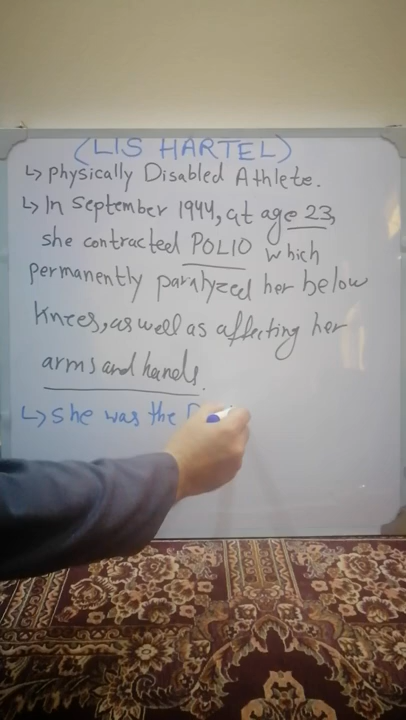 (LIS HARTEL)
↳ physically Disabled Athlete.
↳ In September 1944, at age 23,
she contracted POLIO which
permanently paralyzed her below
Knees, as well as affecting her
arms and hands.
↳ She was the